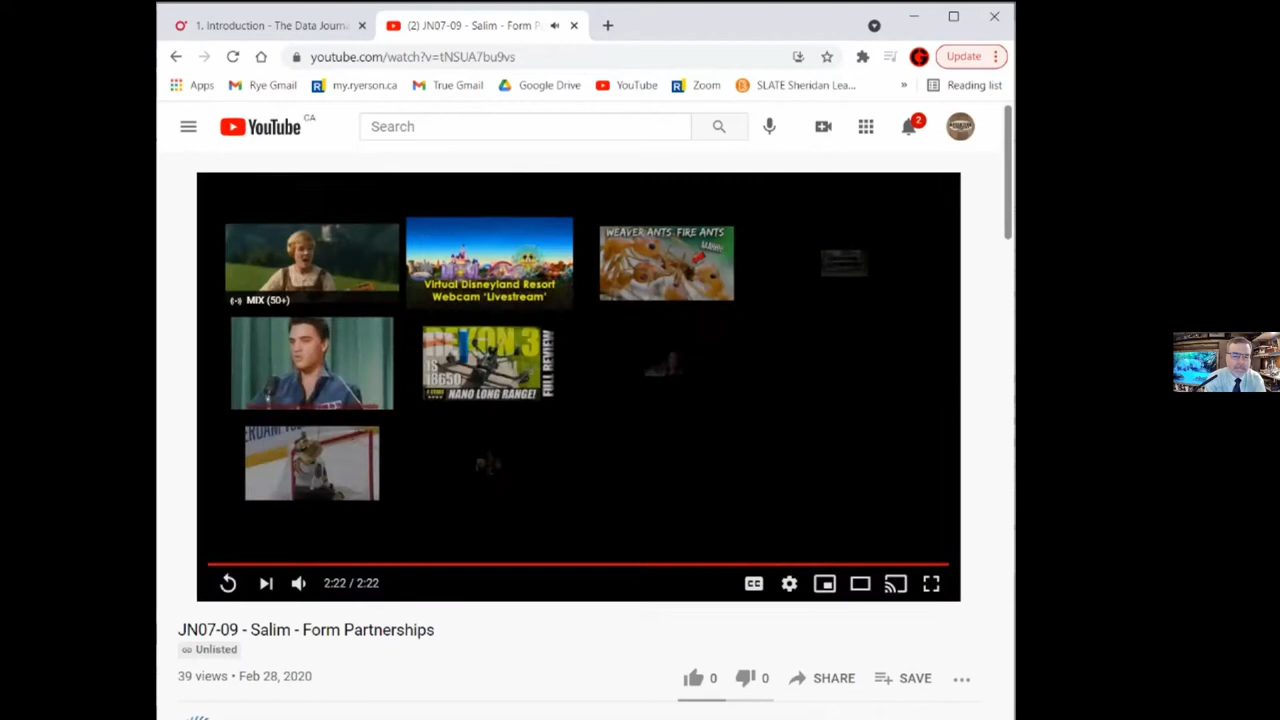 1. Introduction - The Data Journa
(2) JN07-09 - Salim - Form P
youtube.com/watch?v=tNSUA7bu9vs
Update
Apps
Rye Gmail
my.ryerson.ca
True Gmail
Google Drive
YouTube
Zoom
SLATE Sheridan Lea...
»
Reading list
YouTube CA
Search
2
MIX (50+)
Virtual Disneyland Resort
Webcam 'Livestream'
WEAVER ANTS FIRE ANTS
1S
18650
NANO LONG RANGE!
FULL REVIEW
2:22 / 2:22
CC
JN07-09 - Salim - Form Partnerships
Unlisted
39 views • Feb 28, 2020
0
0
SHARE
SAVE